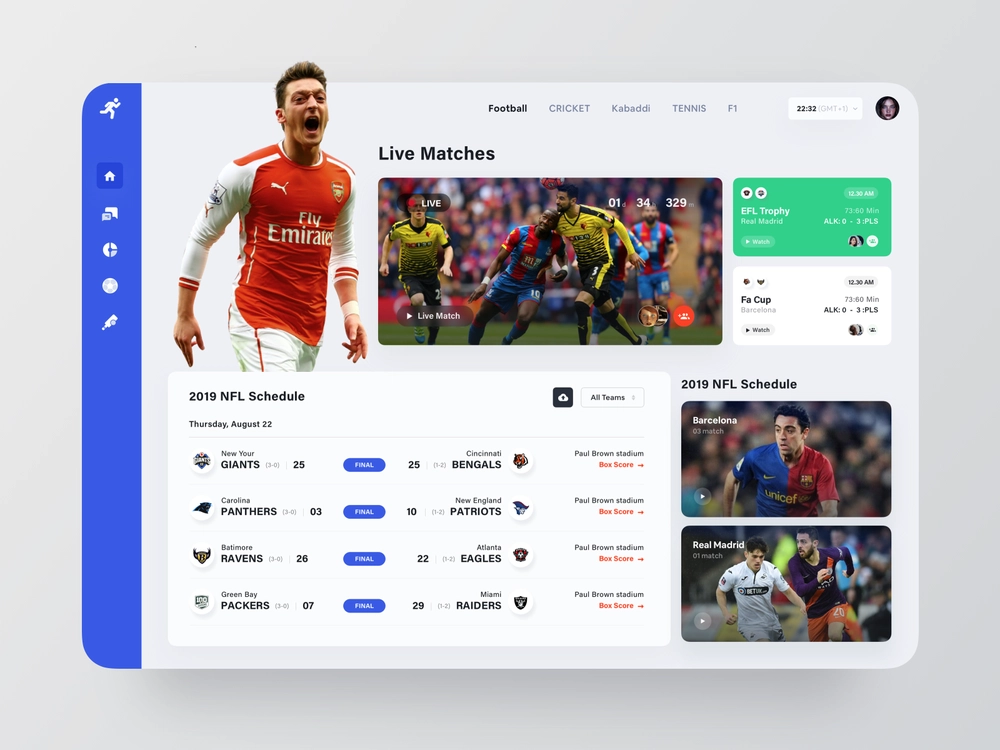 Football CRICKET Kabaddi TENNIS F1
22:32 (GMT+1)
Fly
Emirates
Live Matches
LIVE
01 d 34 329 m
Live Match
12.30 AM
EFL Trophy 73:60 Min
Real Madrid ALK: 0 - 3 :PLS
Watch
12.30 AM
Fa Cup 73:60 Min
Barcelona ALK: 0 - 3 :PLS
Watch
2019 NFL Schedule
All Teams
Thursday, August 22
New Your Cincinnati Paul Brown stadium
GIANTS (3-0) 25 FINAL 25 (1-2) BENGALS Box Score →
Carolina New England Paul Brown stadium
PANTHERS (3-0) 03 FINAL 10 (1-2) PATRIOTS Box Score →
Batimore Atlanta Paul Brown stadium
RAVENS (3-0) 26 FINAL 22 (1-2) EAGLES Box Score →
Green Bay Miami Paul Brown stadium
PACKERS (3-0) 07 FINAL 29 (1-2) RAIDERS Box Score →
2019 NFL Schedule
Barcelona
03 match
unicef
Real Madrid
01 match
BETUK
20